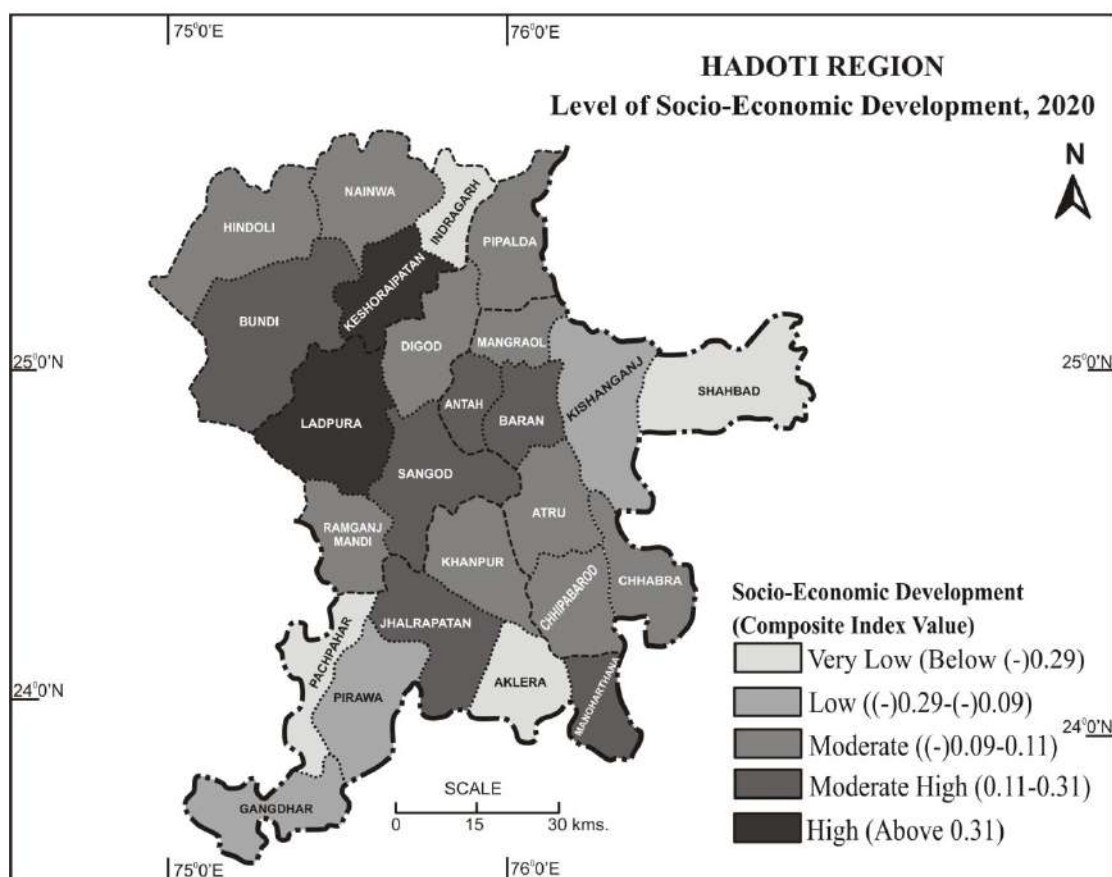 75°0'E
76°0'E
HADOTI REGION
Level of Socio-Economic Development, 2020
N
NAINWA
INDRAGARH
HINDOLI
PIPALDA
KESHORAIPATAN
BUNDI
DIGOD
MANGRAOL
KISHANGANJ
25°0'N
25°0'N
SHAHBAD
ANTAH
BARAN
LADPURA
SANGOD
ATRU
RAMGANJ
MANDI
KHANPUR
CHHIPABAROD
CHHABRA
JHALRAPATAN
PACHPAHAR
PIRAWA
AKLERA
MANOHARTHANA
24°0'N
24°0'N
GANGDHAR
SCALE
0 15 30 kms.
Socio-Economic Development
(Composite Index Value)
Very Low (Below (-)0.29)
Low ((-)0.29-(-)0.09)
Moderate ((-)0.09-0.11)
Moderate High (0.11-0.31)
High (Above 0.31)
75°0'E
76°0'E